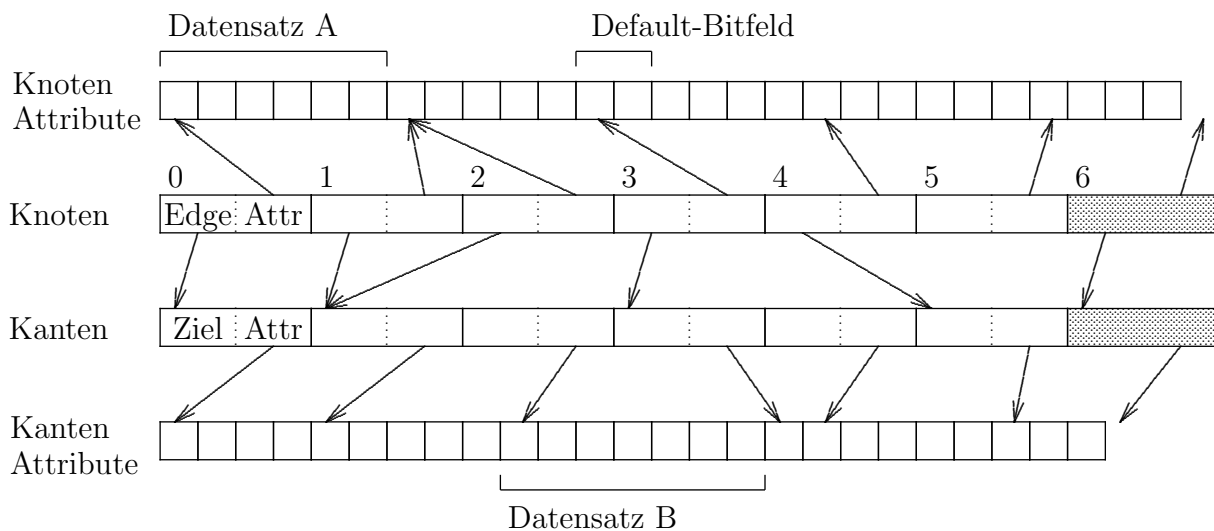 Datensatz A Default-Bitfeld
Knoten
Attribute
0 1 2 3 4 5 6
Knoten Edge Attr
Kanten Ziel Attr
Kanten
Attribute
Datensatz B